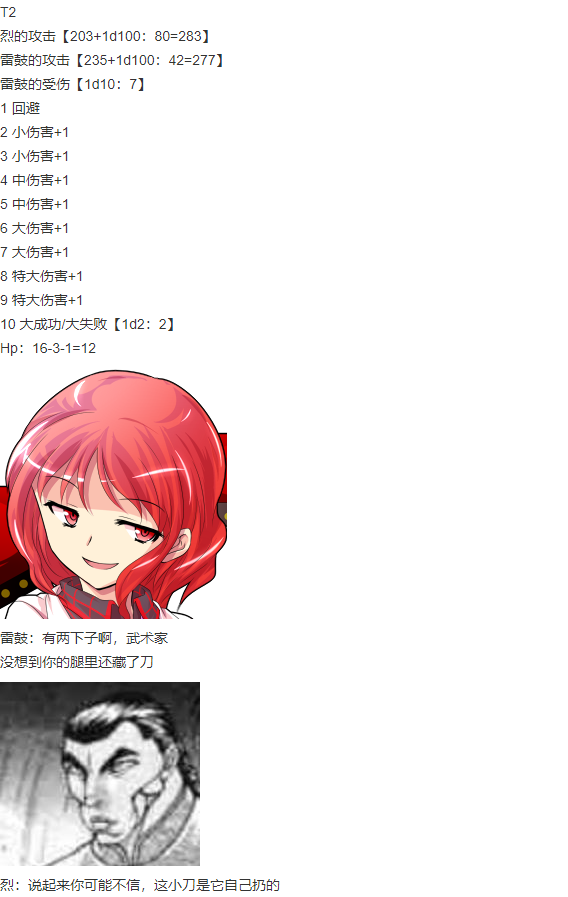 T2
烈的攻击【203+1d100：80=283】
雷鼓的攻击【235+1d100：42=277】
雷鼓的受伤【1d10：7】
1 回避
2 小伤害+1
3 小伤害+1
4 中伤害+1
5 中伤害+1
6 大伤害+1
7 大伤害+1
8 特大伤害+1
9 特大伤害+1
10 大成功/大失败【1d2：2】
Hp：16-3-1=12
雷鼓：有两下子啊，武术家
没想到你的腿里还藏了刀
烈：说起来你可能不信，这小刀是它自己扔的